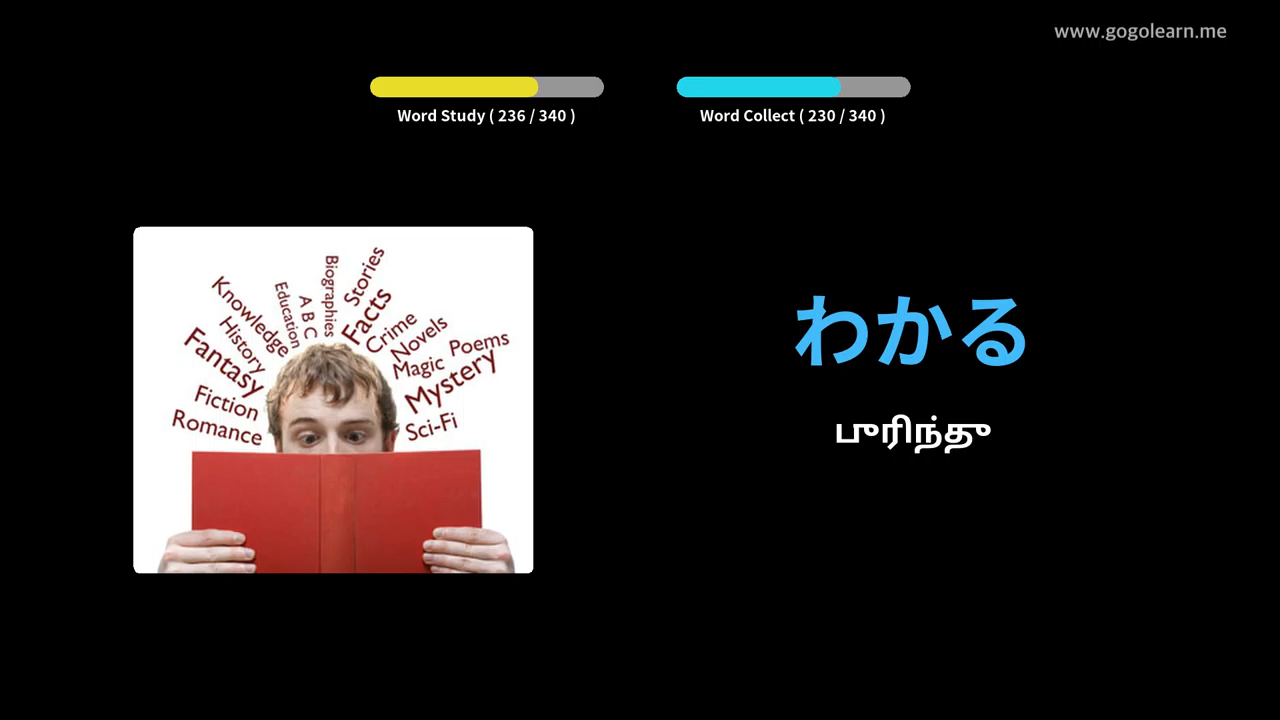 www.gogolearn.me
Word Study ( 236 / 340 )
Word Collect ( 230 / 340 )
Knowledge
History
Fantasy
Fiction
Romance
Education
A B C
Biographies
Stories
Facts
Crime
Novels
Magic
Poems
Mystery
Sci-Fi
わかる
புரிந்து